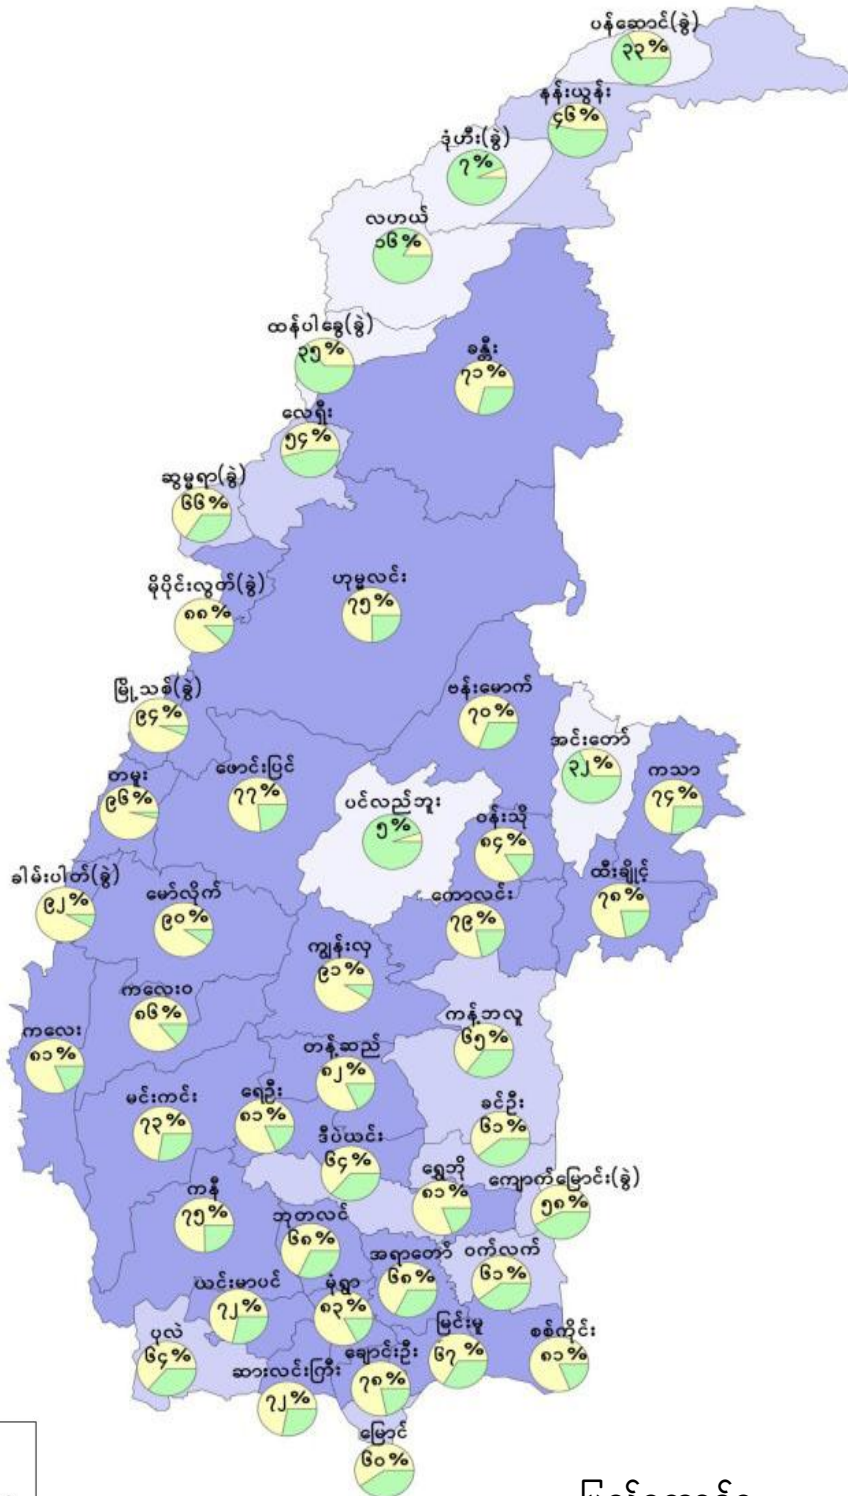 ပန်ဆောင်(ခွဲ)
၃၃%
နန်းယွန်း
၄၆%
ဒုံဟီး(ခွဲ)
၇%
လဟယ်
၁၆%
ထန်ပါခွေ(ခွဲ)
၃၅%
ခန္တီး
၇၁%
လေရှီး
၅၄%
ဆွမ္မရာ(ခွဲ)
၆၆%
မိုပိုင်းလွတ်(ခွဲ)
၈၈%
ဟုမ္မလင်း
၇၅%
မြို့သစ်(ခွဲ)
၉၄%
ဗန်းမောက်
၇၀%
အင်းတော်
၃၂%
ကသာ
၇၄%
တမူး
၉၆%
ဖောင်းပြင်
၇၇%
ပင်လည်ဘူး
၅%
ဝန်းသို
၈၄%
ထီးချိုင့်
၇၈%
ခါမ်းပါတ်(ခွဲ)
၉၂%
မော်လိုက်
၉၀%
ကောလင်း
၇၉%
ကျွန်းလှ
၉၁%
ကလေးဝ
၈၆%
ကန့်ဘလူ
၆၅%
ကလေး
၈၁%
တန့်ဆည်
၈၂%
မင်းကင်း
၇၃%
ရေဦး
၈၁%
ခင်ဦး
၆၁%
ဒီပဲယင်း
၆၄%
ရွှေဘို
၈၁%
ကျောက်မြောင်း(ခွဲ)
၅၈%
ကနီ
၇၅%
ဘုတလင်
၆၈%
အရာတော်
၆၈%
ဝက်လက်
၆၁%
ယင်းမာပင်
၇၂%
မုံရွာ
၈၃%
မြင်းမူ
၆၇%
စစ်ကိုင်း
၈၁%
ပုလဲ
၆၄%
ဆားလင်းကြီး
၇၂%
ချောင်းဦး
၇၈%
မြောင်
၆၀%